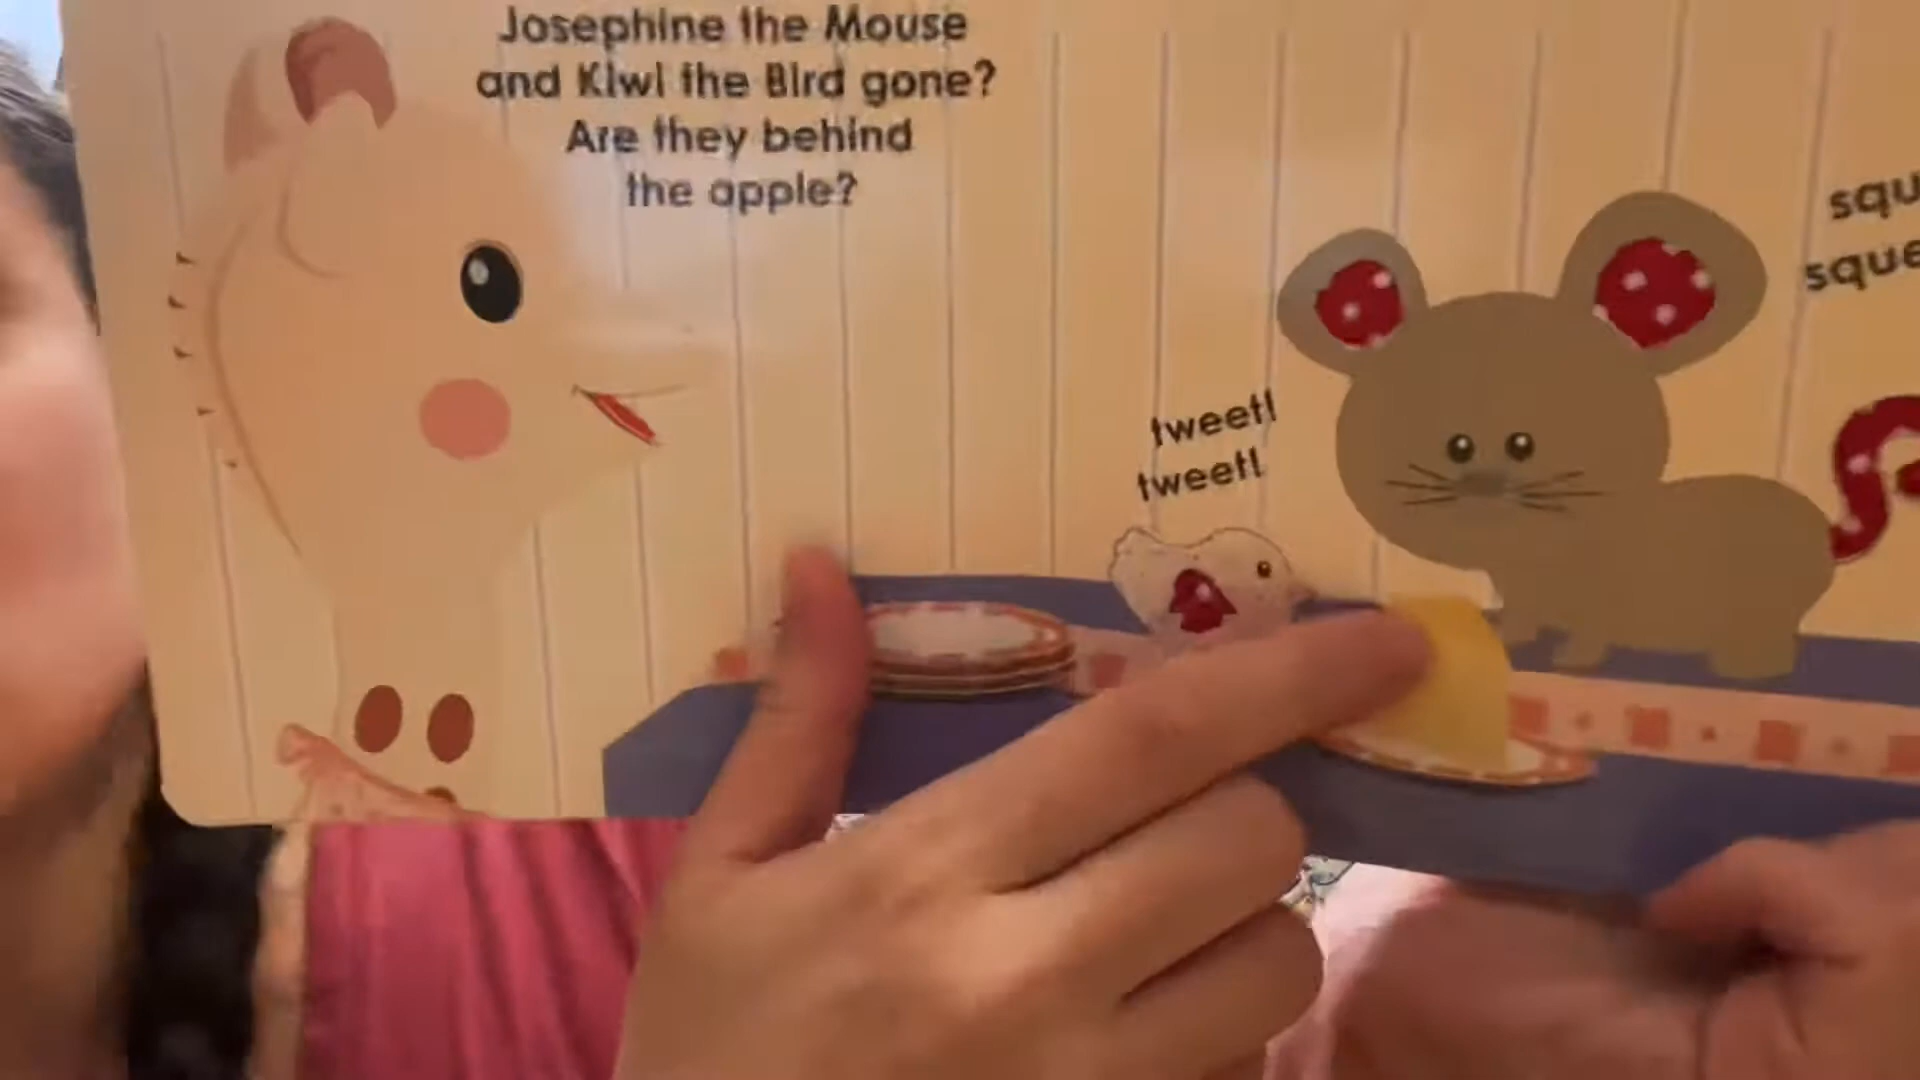 Josephine the Mouse
and Kiwi the Bird gone?
Are they behind
the apple?
tweet!
tweet!